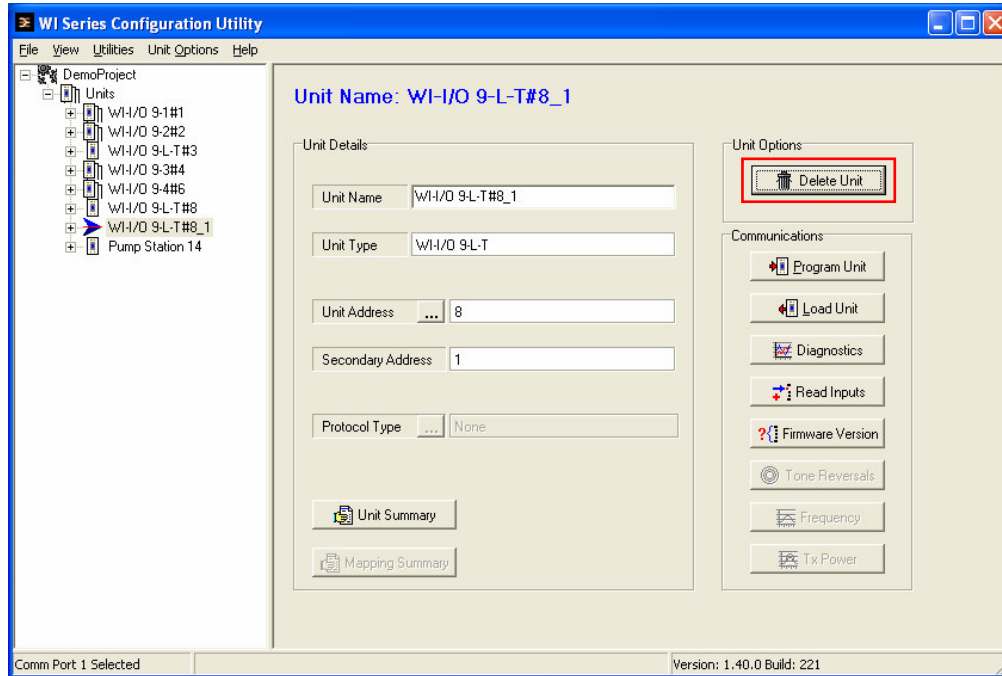 WI Series Configuration Utility
File View Utilities Unit Options Help
DemoProject
Units
WI-I/O 9-1#1
WI-I/O 9-2#2
WI-I/O 9-L-T#3
WI-I/O 9-3#4
WI-I/O 9-4#6
WI-I/O 9-L-T#8
WI-I/O 9-L-T#8_1
Pump Station 14
Unit Name: WI-I/O 9-L-T#8_1
Unit Details
Unit Name WI-I/O 9-L-T#8_1
Unit Type WI-I/O 9-L-T
Unit Address ... 8
Secondary Address 1
Protocol Type ... None
Unit Summary
Mapping Summary
Unit Options
Delete Unit
Communications
Program Unit
Load Unit
Diagnostics
Read Inputs
Firmware Version
Tone Reversals
Frequency
Tx Power
Comm Port 1 Selected
Version: 1.40.0 Build: 221